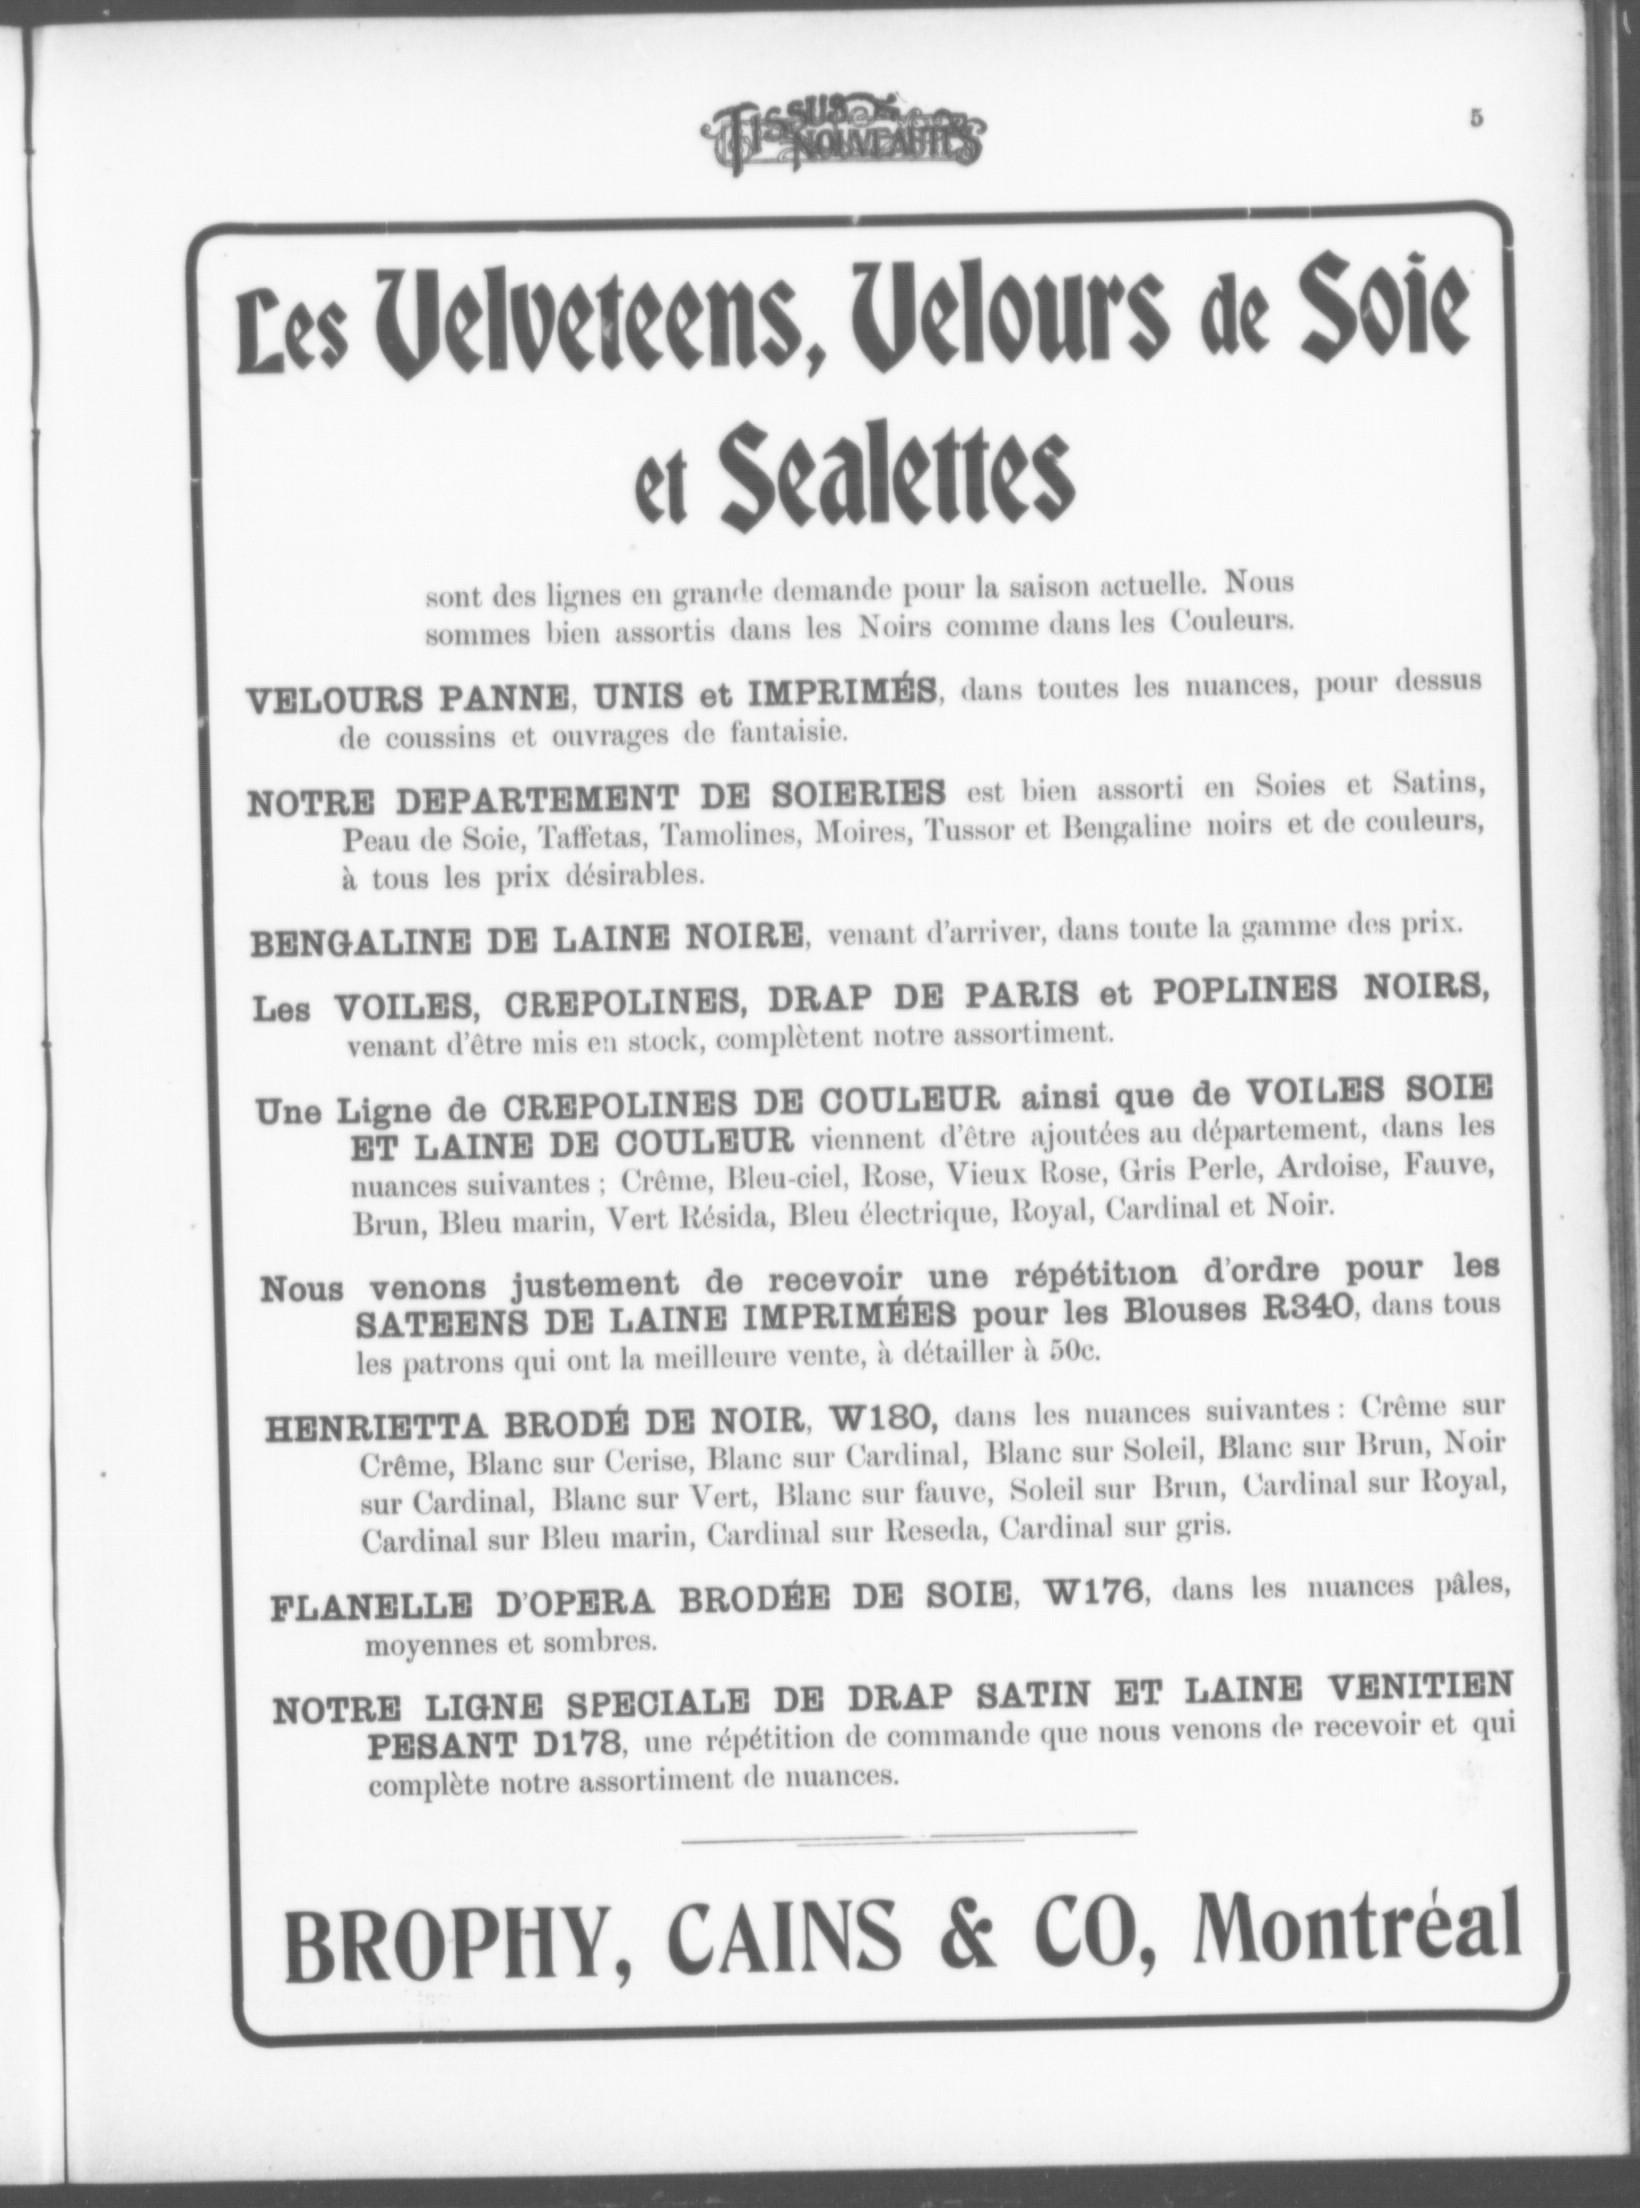 TISSUS
NOUVEAUTÉS
5
Les Velveteens, Velours de Soie
et Sealettes
sont des lignes en grande demande pour la saison actuelle. Nous
sommes bien assortis dans les Noirs comme dans les Couleurs.
VELOURS PANNE, UNIS et IMPRIMÉS, dans toutes les nuances, pour dessus
de coussins et ouvrages de fantaisie.
NOTRE DEPARTEMENT DE SOIERIES est bien assorti en Soies et Satins,
Peau de Soie, Taffetas, Tamolines, Moires, Tussor et Bengaline noirs et de couleurs,
à tous les prix désirables.
BENGALINE DE LAINE NOIRE, venant d'arriver, dans toute la gamme des prix.
Les VOILES, CREPOLINES, DRAP DE PARIS et POPLINES NOIRS,
venant d'être mis en stock, complètent notre assortiment.
Une Ligne de CREPOLINES DE COULEUR ainsi que de VOILES SOIE
ET LAINE DE COULEUR viennent d'être ajoutées au département, dans les
nuances suivantes ; Crême, Bleu-ciel, Rose, Vieux Rose, Gris Perle, Ardoise, Fauve,
Brun, Bleu marin, Vert Résida, Bleu électrique, Royal, Cardinal et Noir.
Nous venons justement de recevoir une répétition d'ordre pour les
SATEENS DE LAINE IMPRIMÉES pour les Blouses R340, dans tous
les patrons qui ont la meilleure vente, à détailler à 50c.
HENRIETTA BRODÉ DE NOIR, W180, dans les nuances suivantes : Crême sur
Crême, Blanc sur Cerise, Blanc sur Cardinal, Blanc sur Soleil, Blanc sur Brun, Noir
sur Cardinal, Blanc sur Vert, Blanc sur fauve, Soleil sur Brun, Cardinal sur Royal,
Cardinal sur Bleu marin, Cardinal sur Reseda, Cardinal sur gris.
FLANELLE D'OPERA BRODÉE DE SOIE, W176, dans les nuances pâles,
moyennes et sombres.
NOTRE LIGNE SPECIALE DE DRAP SATIN ET LAINE VENITIEN
PESANT D178, une répétition de commande que nous venons de recevoir et qui
complète notre assortiment de nuances.
BROPHY, CAINS & CO, Montréal